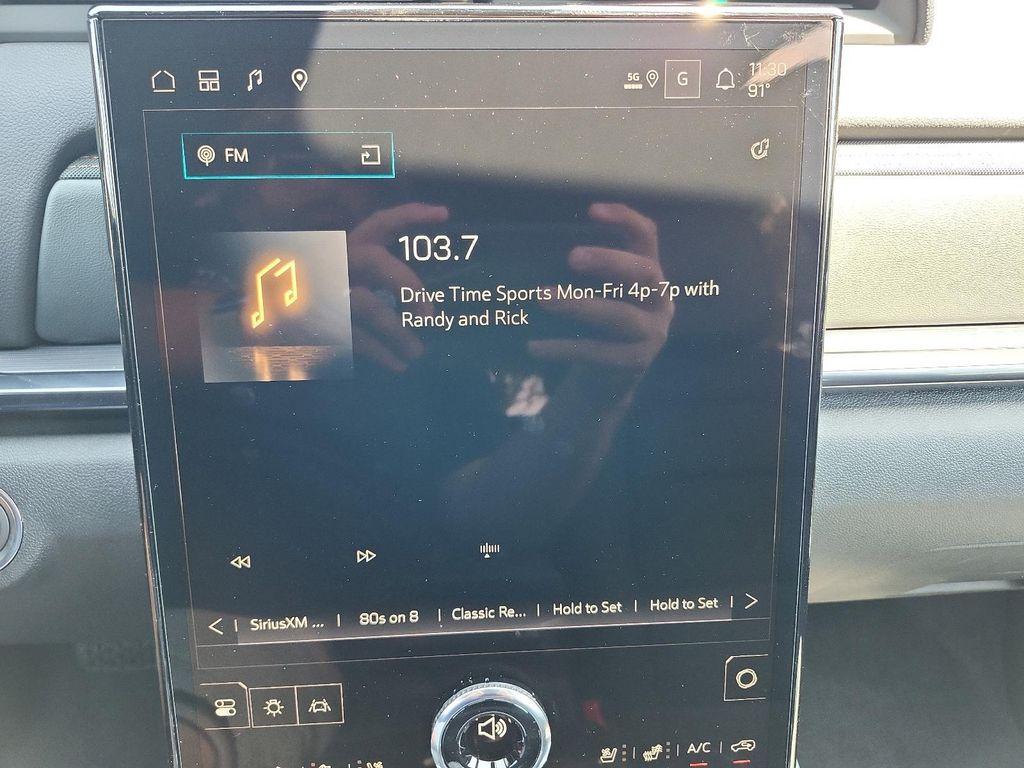 5G
G
11:30
91°
FM
103.7
Drive Time Sports Mon-Fri 4p-7p with
Randy and Rick
SiriusXM ... | 80s on 8 | Classic Re... | Hold to Set | Hold to Set
A/C